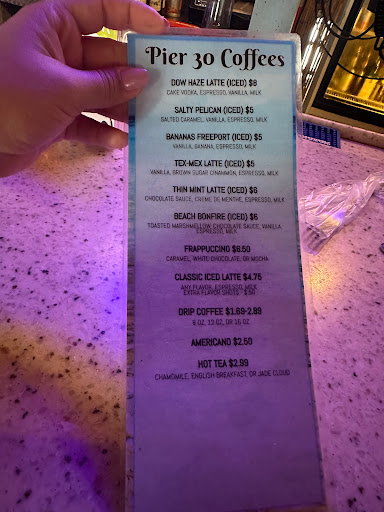 Pier 30 Coffees
DOW HAZE LATTE (ICED) $8
CAKE VODKA, ESPRESSO, VANILLA, MILK
SALTY PELICAN (ICED) $5
SALTED CARAMEL, VANILLA, ESPRESSO, MILK
BANANAS FREEPORT (ICED) $5
VANILLA, BANANA, ESPRESSO, MILK
TEX-MEX LATTE (ICED) $5
VANILLA, BROWN SUGAR CINANMON, ESPRESSO, MILK
THIN MINT LATTE (ICED) $6
CHOCOLATE SAUCE, CREME DE MENTHE, ESPRESSO, MILK
BEACH BONFIRE (ICED) $6
TOASTED MARSHMALLOW, CHOCOLATE SAUCE, VANILLA,
ESPRESSO, MILK
FRAPPUCCINO $6.50
CARAMEL, WHITE CHOCOLATE, OR MOCHA
CLASSIC ICED LATTE $4.75
ANY FLAVOR, ESPRESSO, MILK
EXTRA FLAVOR SHOTS - $.50
DRIP COFFEE $1.89-2.89
8 OZ, 12 OZ, OR 16 OZ
AMERICANO $2.50
HOT TEA $2.99
CHAMOMILE, ENGLISH BREAKFAST, OR JADE CLOUD